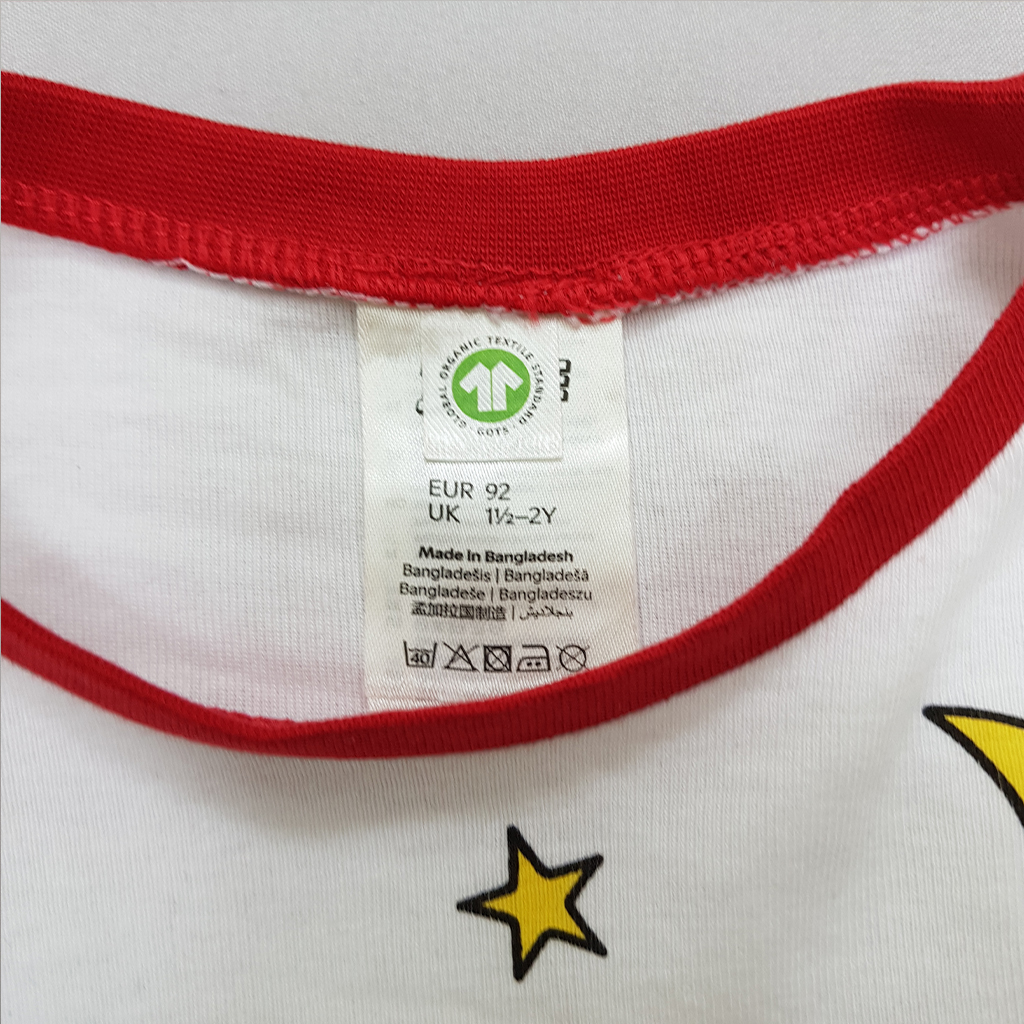 GLOBAL ORGANIC TEXTILE STANDARD · GOTS ·
EUR 92
UK 1½–2Y
Made In Bangladesh
Bangladešis | Bangladešā
Bangladeše | Bangladeszu
孟加拉国制造 | بنجلاديش
40